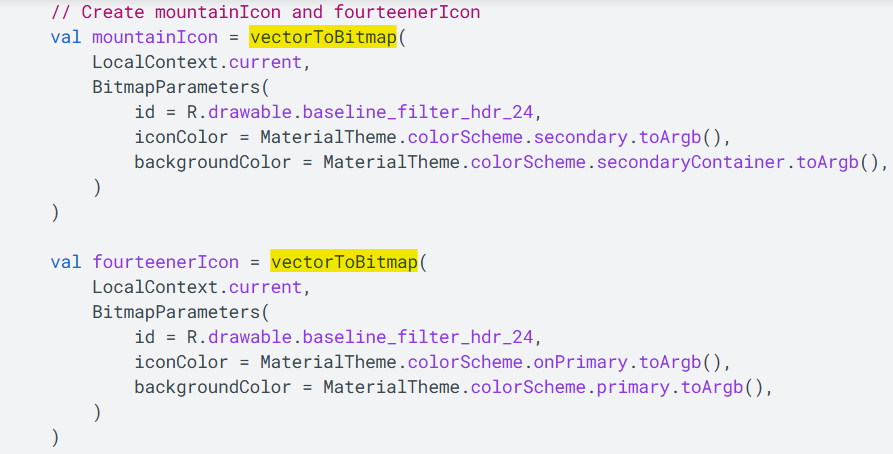 // Create mountainIcon and fourteenerIcon
val mountainIcon = vectorToBitmap(
    LocalContext.current,
    BitmapParameters(
        id = R.drawable.baseline_filter_hdr_24,
        iconColor = MaterialTheme.colorScheme.secondary.toArgb(),
        backgroundColor = MaterialTheme.colorScheme.secondaryContainer.toArgb(),
    )
)

val fourteenerIcon = vectorToBitmap(
    LocalContext.current,
    BitmapParameters(
        id = R.drawable.baseline_filter_hdr_24,
        iconColor = MaterialTheme.colorScheme.onPrimary.toArgb(),
        backgroundColor = MaterialTheme.colorScheme.primary.toArgb(),
    )
)